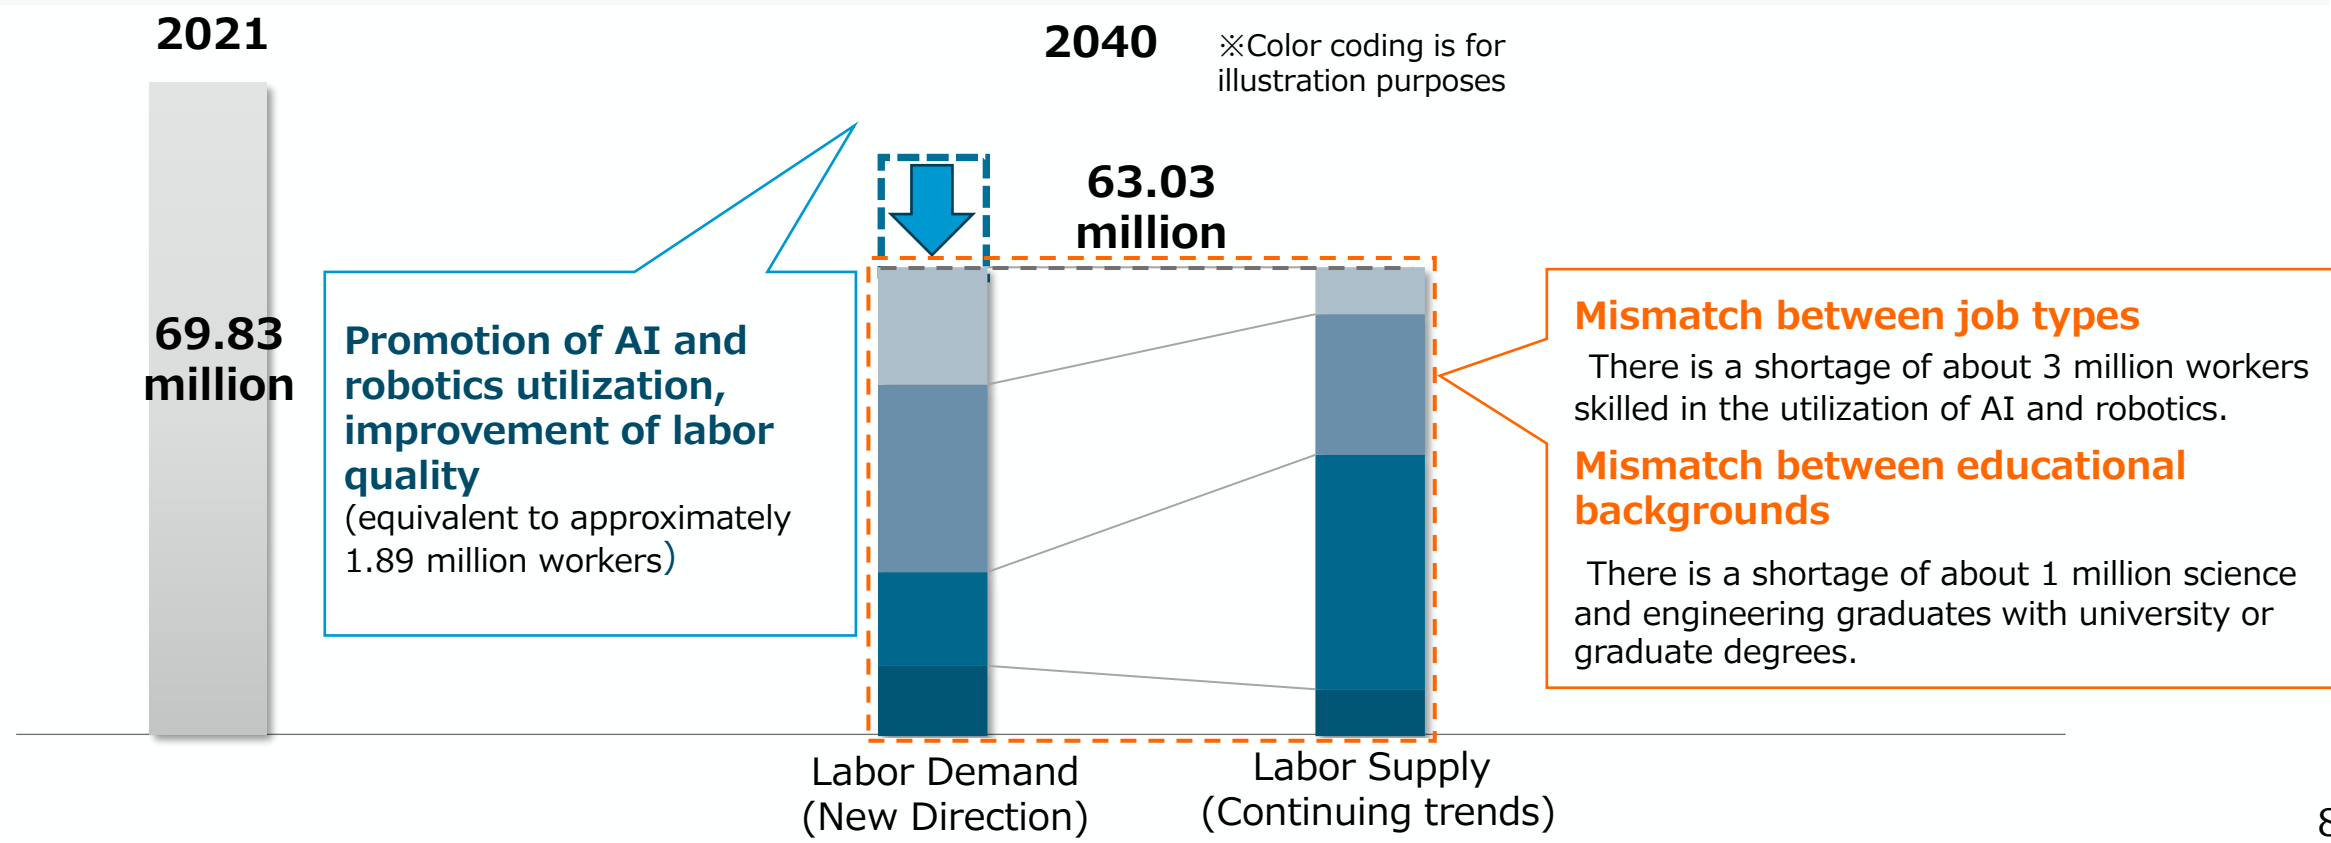 2021
2040
※Color coding is for
illustration purposes
63.03
million
69.83
million
Promotion of AI and
robotics utilization,
improvement of labor
quality
(equivalent to approximately
1.89 million workers)
Mismatch between job types
There is a shortage of about 3 million workers
skilled in the utilization of AI and robotics.
Mismatch between educational
backgrounds
There is a shortage of about 1 million science
and engineering graduates with university or
graduate degrees.
Labor Demand
(New Direction)
Labor Supply
(Continuing trends)
8